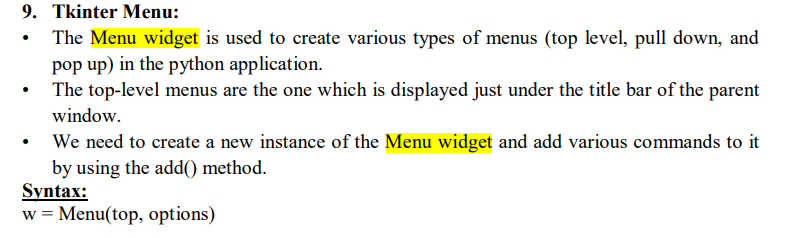 9. Tkinter Menu:
• The Menu widget is used to create various types of menus (top level, pull down, and
pop up) in the python application.
• The top-level menus are the one which is displayed just under the title bar of the parent
window.
• We need to create a new instance of the Menu widget and add various commands to it
by using the add() method.
Syntax:
w = Menu(top, options)